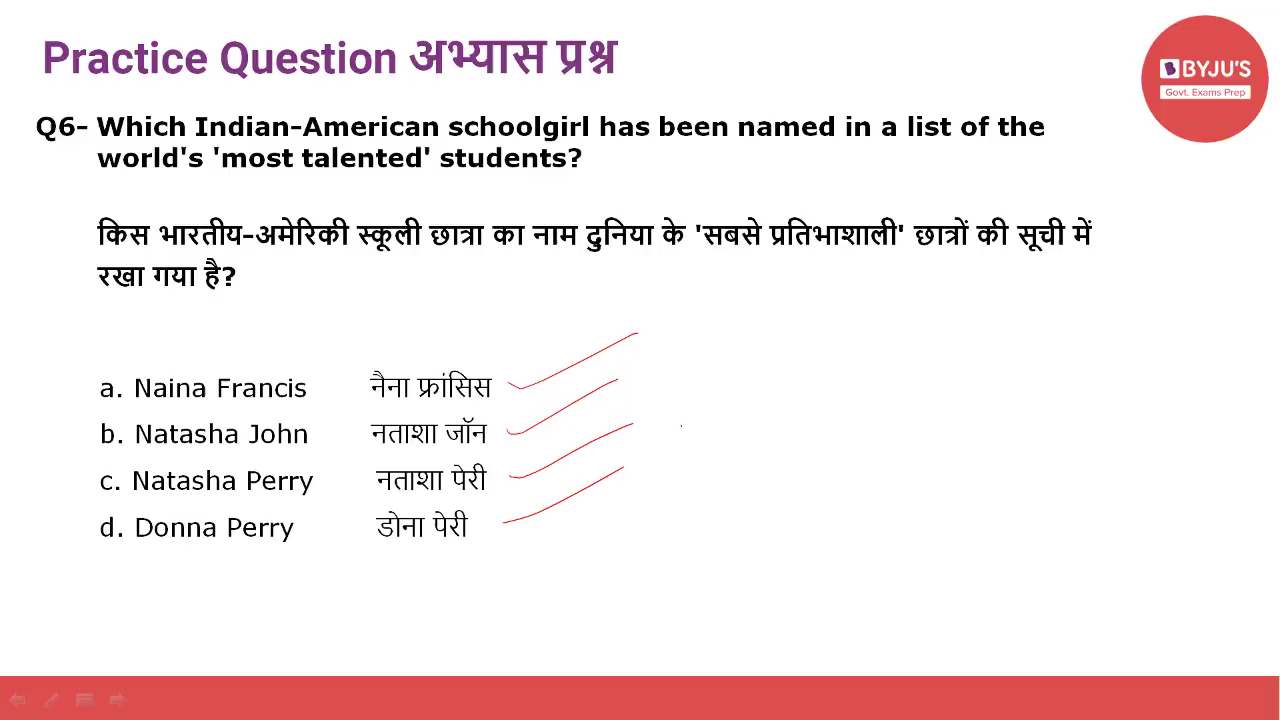 Practice Question अभ्यास प्रश्न
BYJU'S
Govt. Exams Prep
Q6- Which Indian-American schoolgirl has been named in a list of the
world's 'most talented' students?
किस भारतीय-अमेरिकी स्कूली छात्रा का नाम दुनिया के 'सबसे प्रतिभाशाली' छात्रों की सूची में
रखा गया है?
a. Naina Francis नैना फ्रांसिस
b. Natasha John नताशा जॉन
c. Natasha Perry नताशा पेरी
d. Donna Perry डोना पेरी